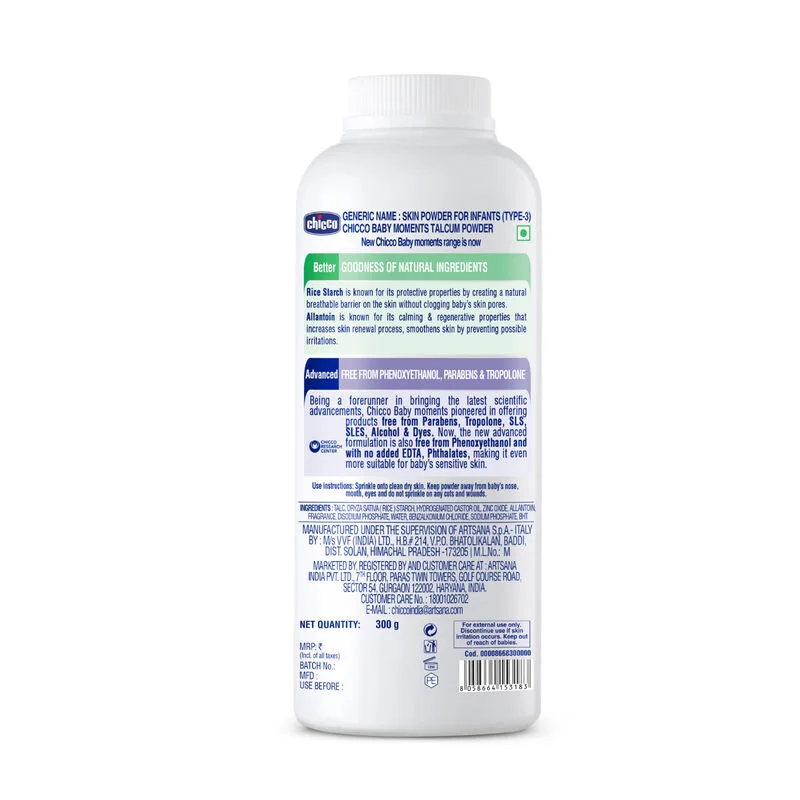 chicco
GENERIC NAME : SKIN POWDER FOR INFANTS (TYPE-3)
CHICCO BABY MOMENTS TALCUM POWDER
New Chicco Baby moments range is now
Better GOODNESS OF NATURAL INGREDIENTS
Rice Starch is known for its protective properties by creating a natural
breathable barrier on the skin without clogging baby's skin pores.
Allantoin is known for its calming & regenerative properties that
increases skin renewal process, smoothens skin by preventing possible
irritations.
Advanced FREE FROM PHENOXYETHANOL, PARABENS & TROPOLONE
Being a forerunner in bringing the latest scientific
advancements, Chicco Baby moments pioneered in offering
products free from Parabens, Tropolone, SLS,
SLES, Alcohol & Dyes. Now, the new advanced
formulation is also free from Phenoxyethanol and
with no added EDTA, Phthalates, making it even
more suitable for baby's sensitive skin.
CHICCO
RESEARCH
CENTER
Use instructions: Sprinkle onto clean dry skin. Keep powder away from baby's nose,
mouth, eyes and do not sprinkle on any cuts and wounds.
INGREDIENTS : TALC, ORYZA SATIVA ( RICE ) STARCH, HYDROGENATED CASTOR OIL, ZINC OXIDE, ALLANTOIN,
FRAGRANCE, DISODIUM PHOSPHATE, WATER, BENZALKONIUM CHLORIDE, SODIUM PHOSPHATE, BHT
MANUFACTURED UNDER THE SUPERVISION OF ARTSANA S.p.A - ITALY
BY : M/s VVF (INDIA) LTD., H.B.# 214, V.P.O. BHATOLIKALAN, BADDI,
DIST. SOLAN, HIMACHAL PRADESH -173205 | M.L.No.: M
MARKETED BY, REGISTERED BY AND CUSTOMER CARE AT : ARTSANA
INDIA PVT. LTD., 7TH FLOOR, PARAS TWIN TOWERS, GOLF COURSE ROAD,
SECTOR 54, GURGAON 122002, HARYANA, INDIA.
CUSTOMER CARE No. : 18001026702
E-MAIL : chiccoindia@artsana.com
NET QUANTITY: 300 g
MRP: ₹
(Incl. of all taxes)
BATCH No.:
MFD :
USE BEFORE :
12M
PE
For external use only.
Discontinue use if skin
irritation occurs. Keep out
of reach of babies.
Cod. 00008668300000
8 058664 153183